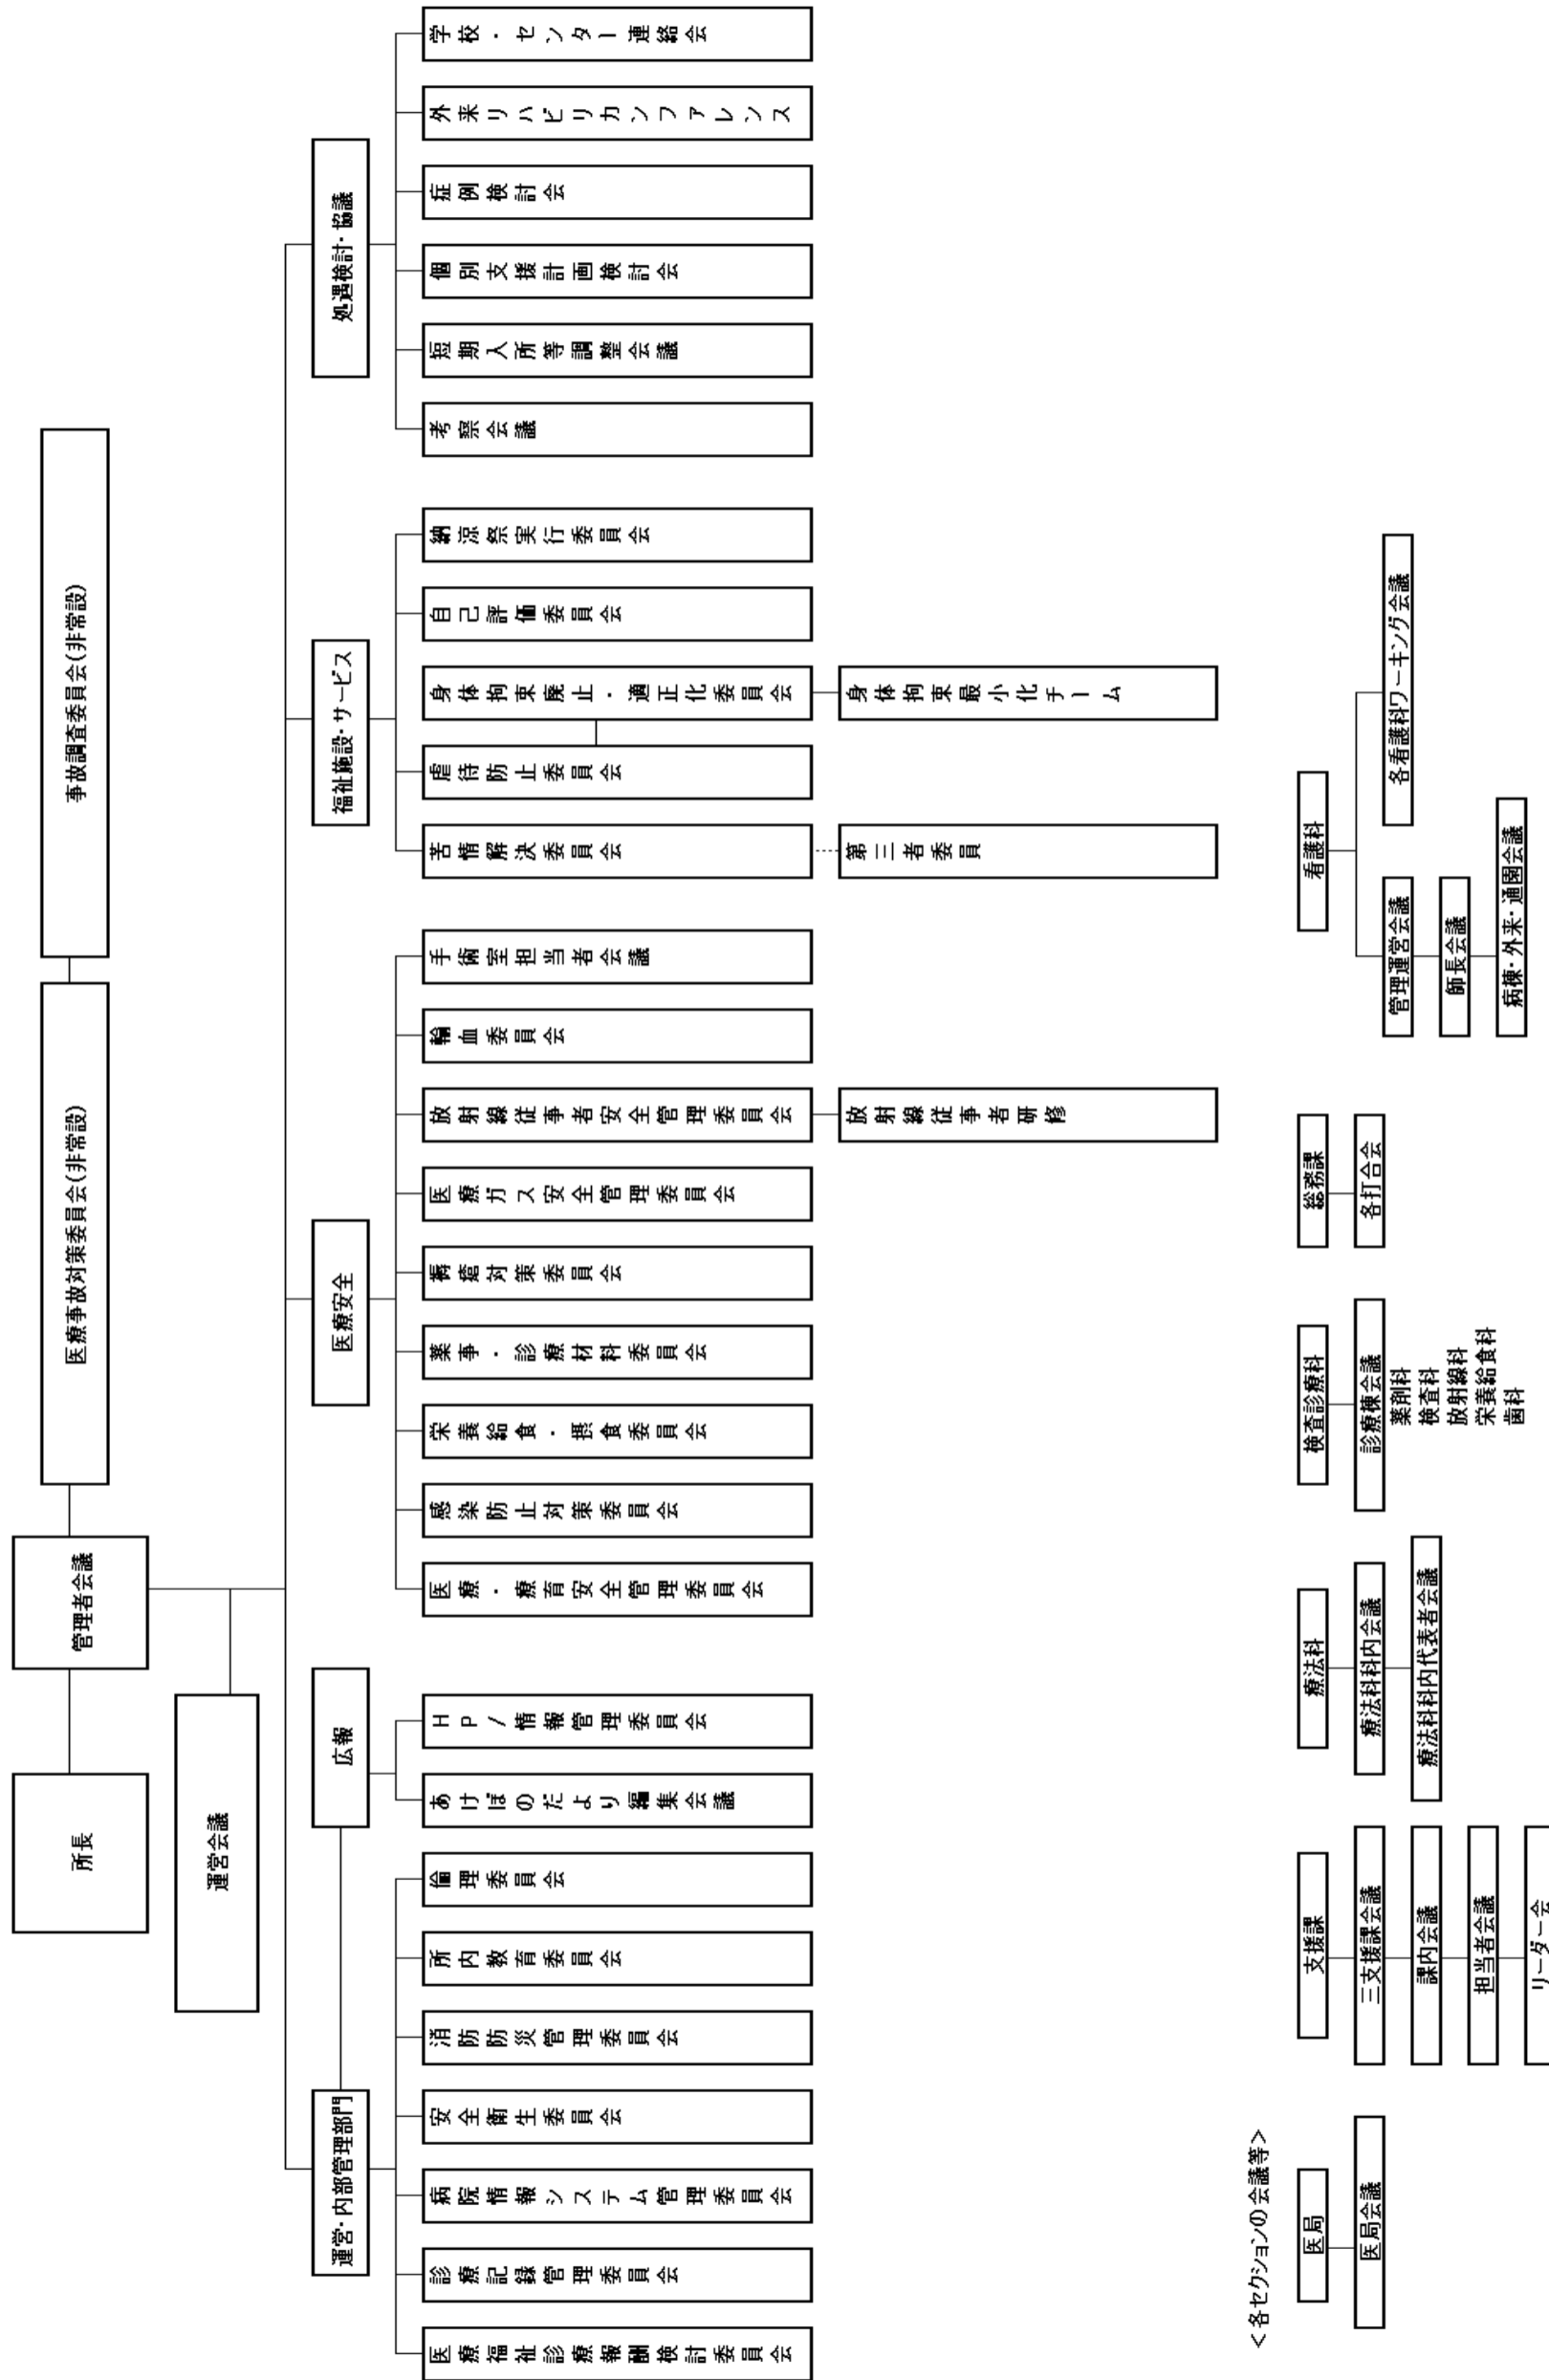 所長
管理者会議
医療事故対策委員会(非常設)
事故調査委員会(非常設)
運営会議
運営・内部管理部門
広報
医療安全
福祉施設・サービス
処遇検討・協議
医療福祉診療報酬検討委員会
診療記録管理委員会
病院情報システム管理委員会
安全衛生委員会
消防防災管理委員会
所内教育委員会
倫理委員会
あけぼのだより編集会議
HP/情報管理委員会
医療・療育安全管理委員会
感染防止対策委員会
栄養給食・摂食委員会
薬事・診療材料委員会
褥瘡対策委員会
医療ガス安全管理委員会
放射線従事者安全管理委員会
輸血委員会
手術室担当者会議
苦情解決委員会
虐待防止委員会
身体拘束廃止・適正化委員会
自己評価委員会
納涼祭実行委員会
考察会議
短期入所等調整会議
個別支援計画検討会
症例検討会
外来リハビリカンファレンス
学校・センター連絡会
放射線従事者研修
第三者委員
身体拘束最小化チーム
<各セクションの会議等>
医局
医局会議
支援課
三支援課会議
課内会議
担当者会議
リーダー会
療法科
療法科科内会議
療法科科内代表者会議
検査診療科
診療棟会議
薬剤科
検査科
放射線科
栄養給食科
歯科
総務課
各打合会
看護科
管理運営会議
師長会議
病棟・外来・通園会議
各看護科ワーキング会議